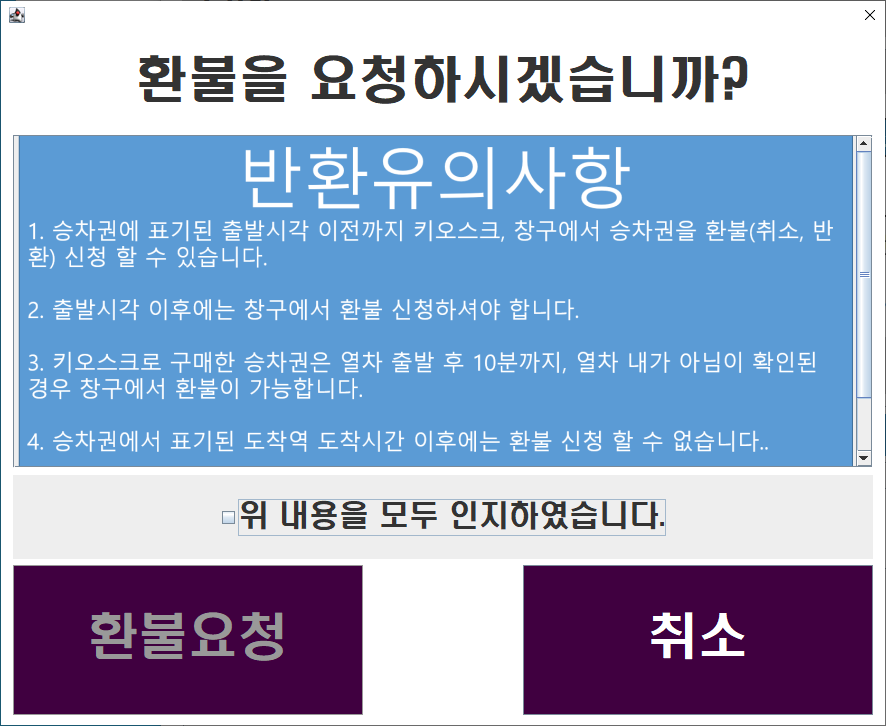 환불을 요청하시겠습니까?
반환유의사항
1. 승차권에 표기된 출발시각 이전까지 키오스크, 창구에서 승차권을 환불(취소, 반
환) 신청 할 수 있습니다.
2. 출발시각 이후에는 창구에서 환불 신청하셔야 합니다.
3. 키오스크로 구매한 승차권은 열차 출발 후 10분까지, 열차 내가 아님이 확인된
경우 창구에서 환불이 가능합니다.
4. 승차권에서 표기된 도착역 도착시간 이후에는 환불 신청 할 수 없습니다..
위 내용을 모두 인지하였습니다.
환불요청
취소